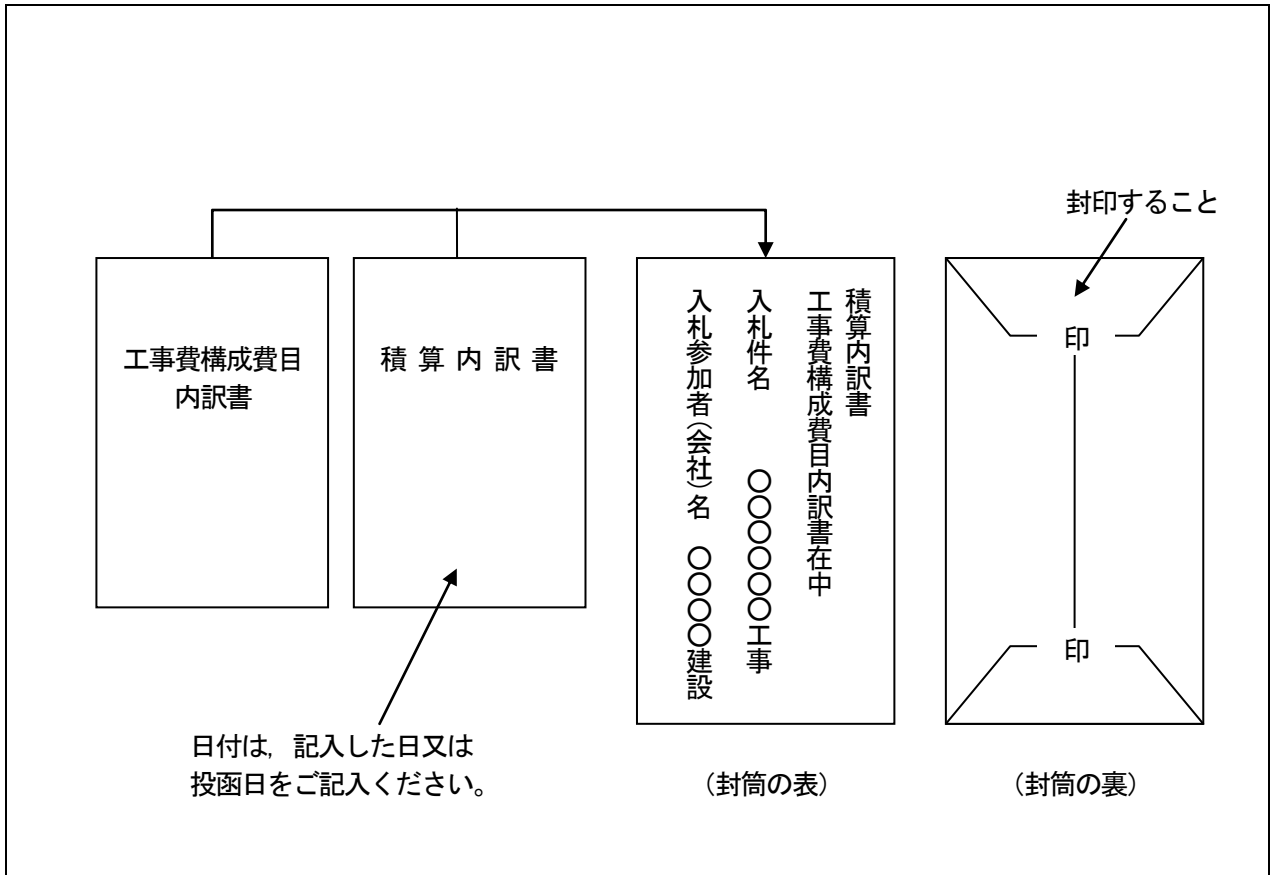 封印すること
工事費構成費目
内訳書
積算内訳書
積算内訳書
工事費構成費目内訳書在中
入札件名　〇〇〇〇〇〇工事
入札参加者(会社)名　〇〇〇〇建設
印
印
日付は，記入した日又は
投函日をご記入ください。
（封筒の表）
（封筒の裏）